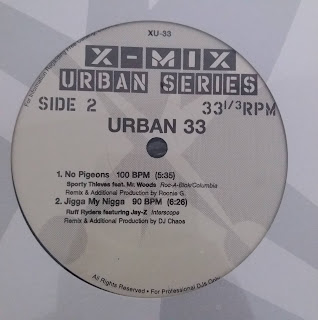 XU-33
X-MIX
URBAN SERIES
SIDE 2 33 1/3 RPM
URBAN 33
1. No Pigeons 100 BPM (5:35)
Sporty Thieves feat. Mr. Woods Roc-A-Blok/Columbia
Remix & Additional Production by Ronnie G.
2. Jigga My Nigga 90 BPM (6:26)
Ruff Ryders featuring Jay-Z Interscope
Remix & Additional Production by DJ Chaos
All Rights Reserved • For Professional DJs Only